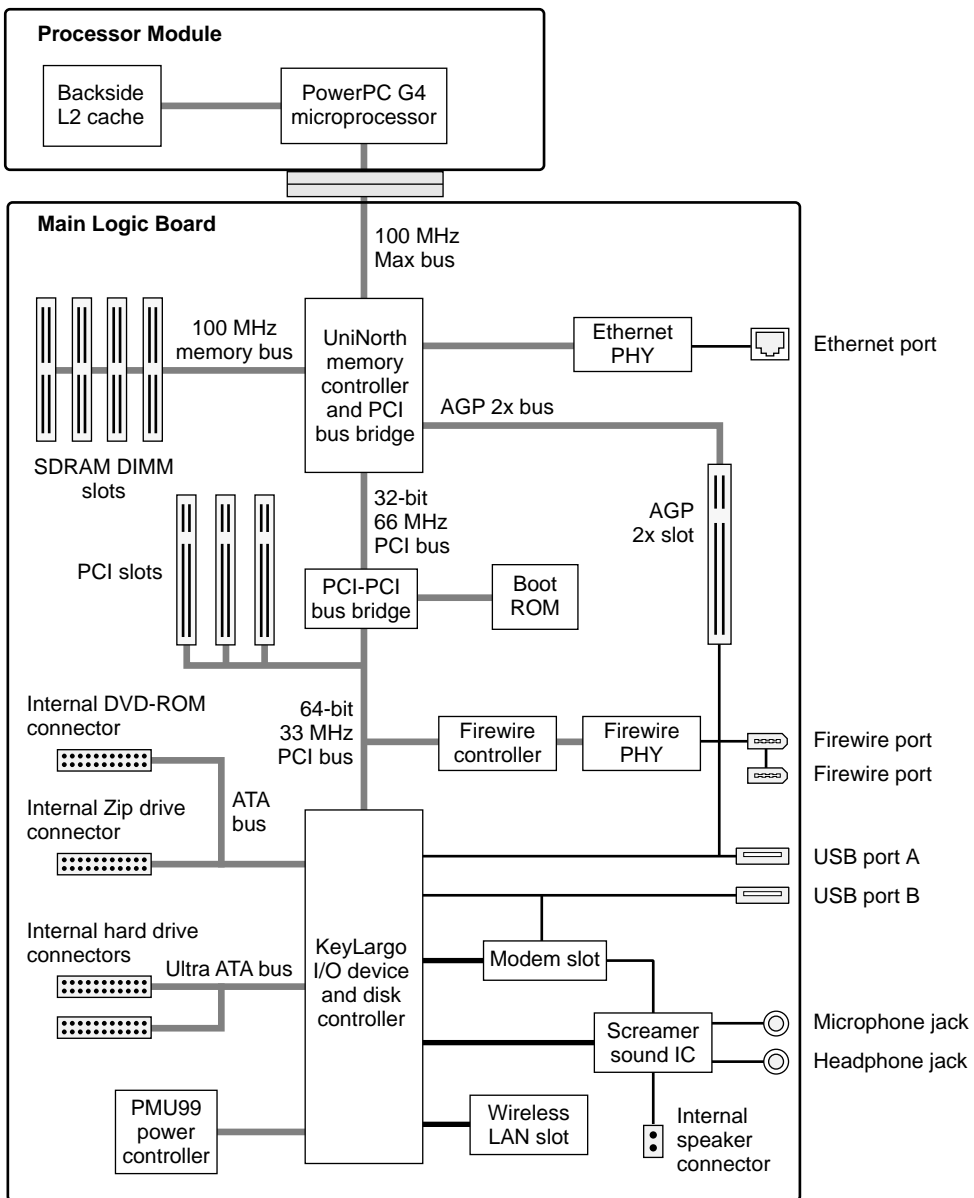 Processor Module
Backside
L2 cache
PowerPC G4
microprocessor
Main Logic Board
100 MHz
Max bus
100 MHz
memory bus
UniNorth
memory
controller
and PCI
bus bridge
Ethernet
PHY
Ethernet port
AGP 2x bus
SDRAM DIMM
slots
32-bit
66 MHz
PCI bus
AGP
2x slot
PCI slots
PCI-PCI
bus bridge
Boot
ROM
Internal DVD-ROM
connector
64-bit
33 MHz
PCI bus
Firewire
controller
Firewire
PHY
Firewire port
Firewire port
Internal Zip drive
connector
ATA
bus
USB port A
USB port B
Internal hard drive
connectors
Ultra ATA bus
KeyLargo
I/O device
and disk
controller
Modem slot
Screamer
sound IC
Microphone jack
Headphone jack
PMU99
power
controller
Wireless
LAN slot
Internal
speaker
connector